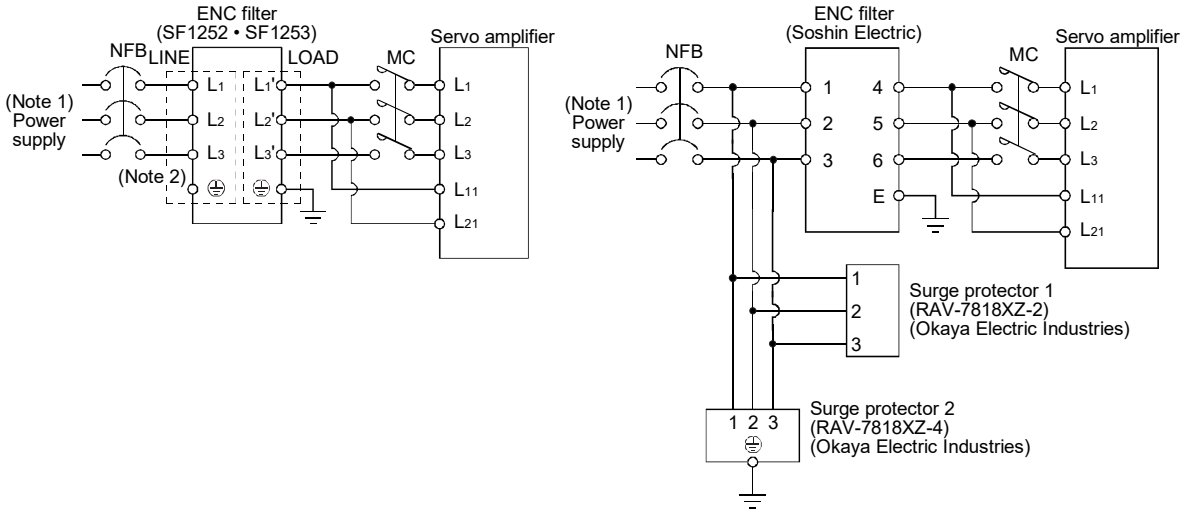 ENC filter
(SF1252 • SF1253)
NFB
LINE
LOAD
MC
Servo amplifier
(Note 1)
Power
supply
L1
L1'
L1
L2
L2'
L2
L3
L3'
L3
(Note 2)
L11
L21
ENC filter
(Soshin Electric)
NFB
MC
Servo amplifier
(Note 1)
Power
supply
1
4
L1
2
5
L2
3
6
L3
E
L11
L21
1
2
3
Surge protector 1
(RAV-7818XZ-2)
(Okaya Electric Industries)
1 2 3
Surge protector 2
(RAV-7818XZ-4)
(Okaya Electric Industries)